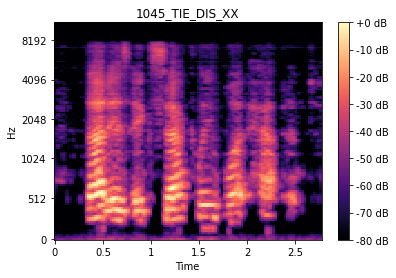 1045_TIE_DIS_XX
+0 dB
8192
-10 dB
4096
-20 dB
-30 dB
2048
Hz
-40 dB
1024
-50 dB
512
-60 dB
-70 dB
0
-80 dB
0 0.5 1 1.5 2 2.5
Time